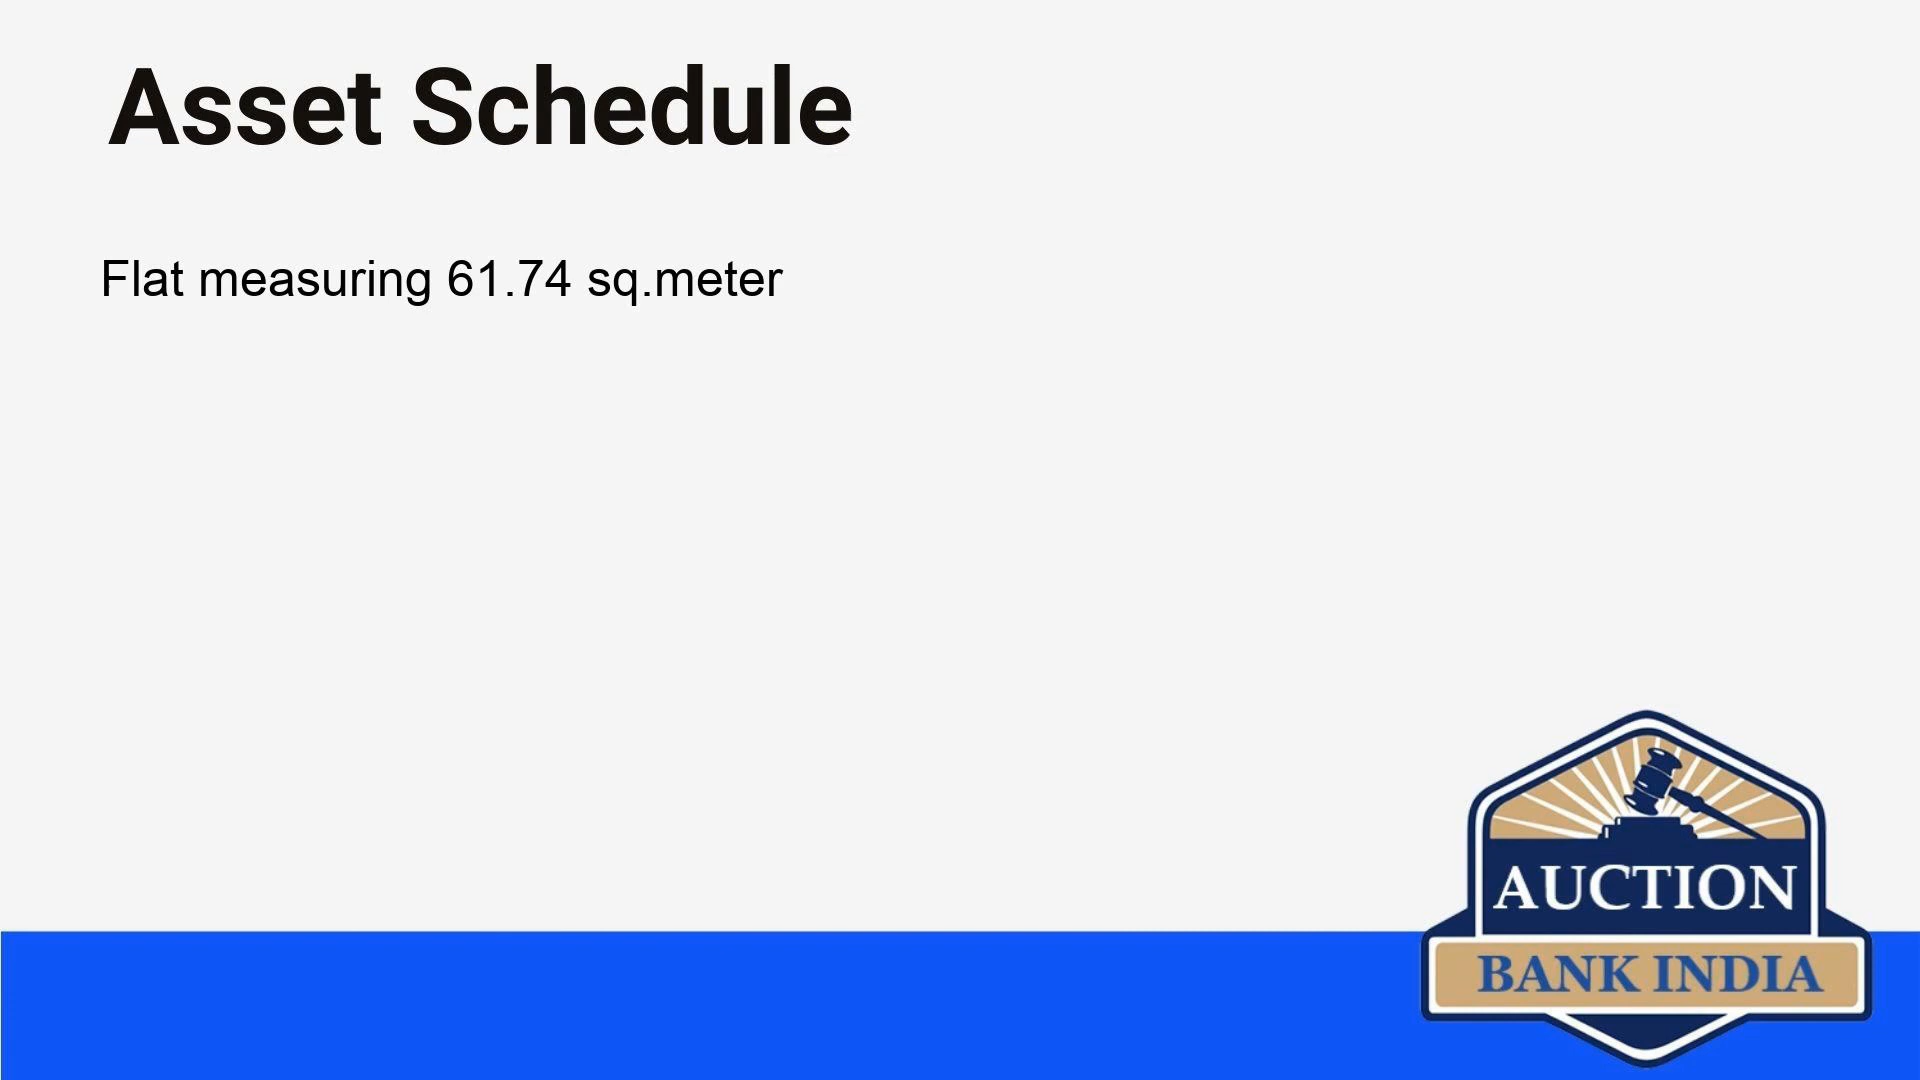 Asset Schedule
Flat measuring 61.74 sq.meter
AUCTION
BANK INDIA